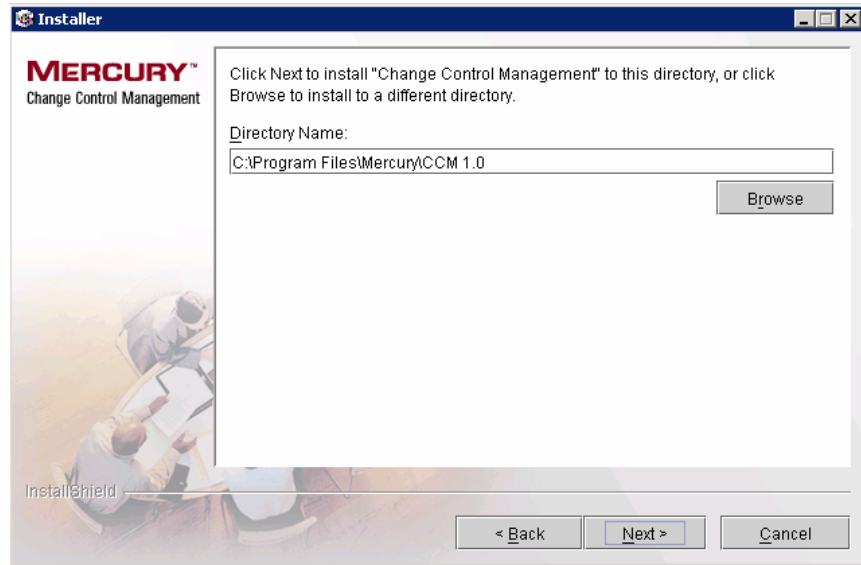 Installer
MERCURY™
Change Control Management
Click Next to install "Change Control Management" to this directory, or click
Browse to install to a different directory.
Directory Name:
C:\Program Files\Mercury\CCM 1.0
Browse
InstallShield
< Back
Next >
Cancel